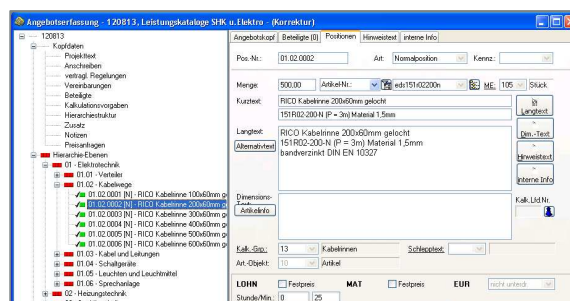 Angebotserfassung - 120813, Leistungskataloge SHK u. Elektro - (Korrektur)
120813
Kopfdaten
Projekttext
Anschreiben
vertragl. Regelungen
Vereinbarungen
Beteiligte
Kalkulationsvorgaben
Hierarchiestruktur
Zusatz
Notizen
Preisanfragen
Hierarchie-Ebenen
01 - Elektrotechnik
01.01 - Verteiler
01.02 - Kabelwege
01.02.0001 [N] - RICO Kabelrinne 100x60mm g
01.02.0002 [N] - RICO Kabelrinne 200x60mm g
01.02.0003 [N] - RICO Kabelrinne 300x60mm g
01.02.0004 [N] - RICO Kabelrinne 400x60mm g
01.02.0005 [N] - RICO Kabelrinne 500x60mm g
01.02.0006 [N] - RICO Kabelrinne 600x60mm g
01.03 - Kabel und Leitungen
01.04 - Schaltgeräte
01.05 - Leuchten und Leuchtmittel
01.06 - Sprechanlage
02 - Heizungstechnik
Angebotskopf Beteiligte (0) Positionen Hinweistext interne Info
Pos.-Nr.: 01.02.0002 Art: Normalposition Kennz.:
Menge: 500.00 Artikel-Nr.: eds151r02200n ME: 105 Stück
Kurztext: RICO Kabelrinne 200x60mm gelocht
151R02-200-N (P = 3m) Material 1,5mm
Langtext
Langtext: RICO Kabelrinne 200x60mm gelocht
Alternativtext 151R02-200-N (P = 3m) Material 1,5mm
bandverzinkt DIN EN 10327
Dim.-Text
Hinweistext
interne Info
Dimensions-
Artikelinfo
Kalk.Lfd.Nr.
Kalk.-Grp.: 13 Kabelrinnen Schlepptext:
Art.-Objekt: 10 Artikel
LOHN Festpreis MAT Festpreis EUR nicht unterdr.
Stunde/Min.: 0 25